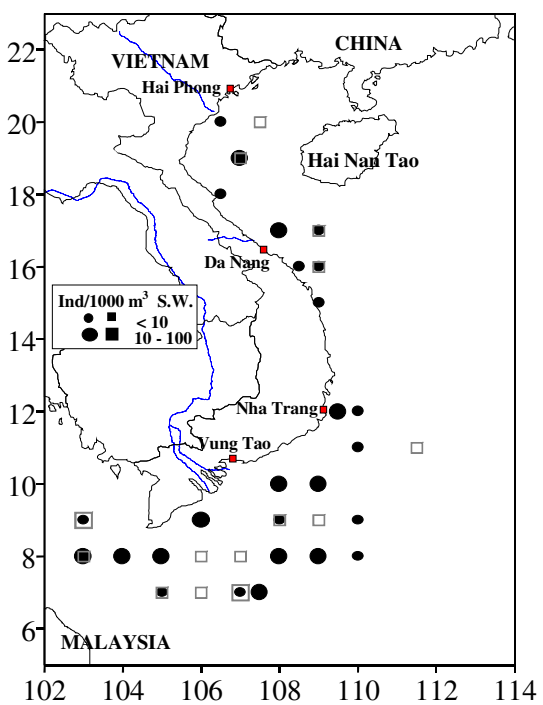 22
CHINA
VIETNAM
Hai Phong
20
Hai Nan Tao
18
16
Da Nang
Ind/1000 m³ S.W.
< 10
10 - 100
14
12
Nha Trang
Vung Tao
10
8
6
MALAYSIA
102 104 106 108 110 112 114